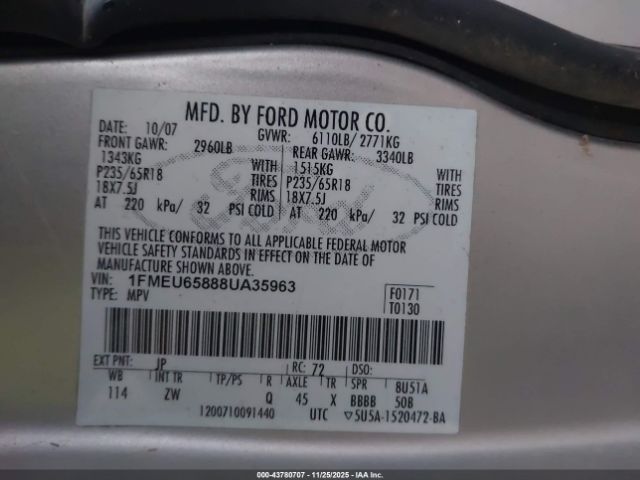 MFD. BY FORD MOTOR CO.
DATE: 10/07 GVWR: 6110LB/ 2771KG
FRONT GAWR: 2960LB REAR GAWR: 3340LB
1343KG WITH 1515KG WITH
P235/65R18 TIRES P235/65R18 TIRES
18X7.5J RIMS 18X7.5J RIMS
AT 220 kPa/ 32 PSI COLD AT 220 kPa/ 32 PSI COLD
THIS VEHICLE CONFORMS TO ALL APPLICABLE FEDERAL MOTOR
VEHICLE SAFETY STANDARDS IN EFFECT ON THE DATE OF
MANUFACTURE SHOWN ABOVE.
VIN: 1FMEU65888UA35963
TYPE: MPV
F0171
T0130
EXT PNT: JP RC: 72 DSO:
WB INT TR TP/PS R AXLE TR SPR 8U51A
114 ZW Q 45 X BBBB 50B
1200710091440 UTC ▽5U5A-1520472-BA
000-43780707 - 11/25/2025 - IAA Inc.